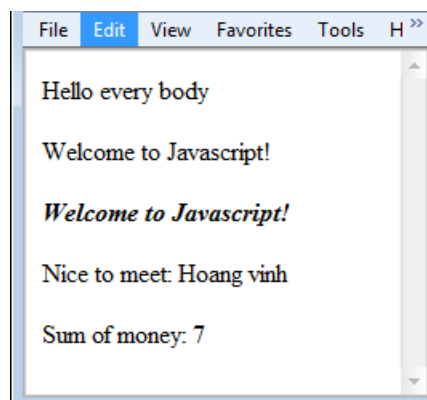 File Edit View Favorites Tools H »
Hello every body
Welcome to Javascript!
Welcome to Javascript!
Nice to meet: Hoang vinh
Sum of money: 7